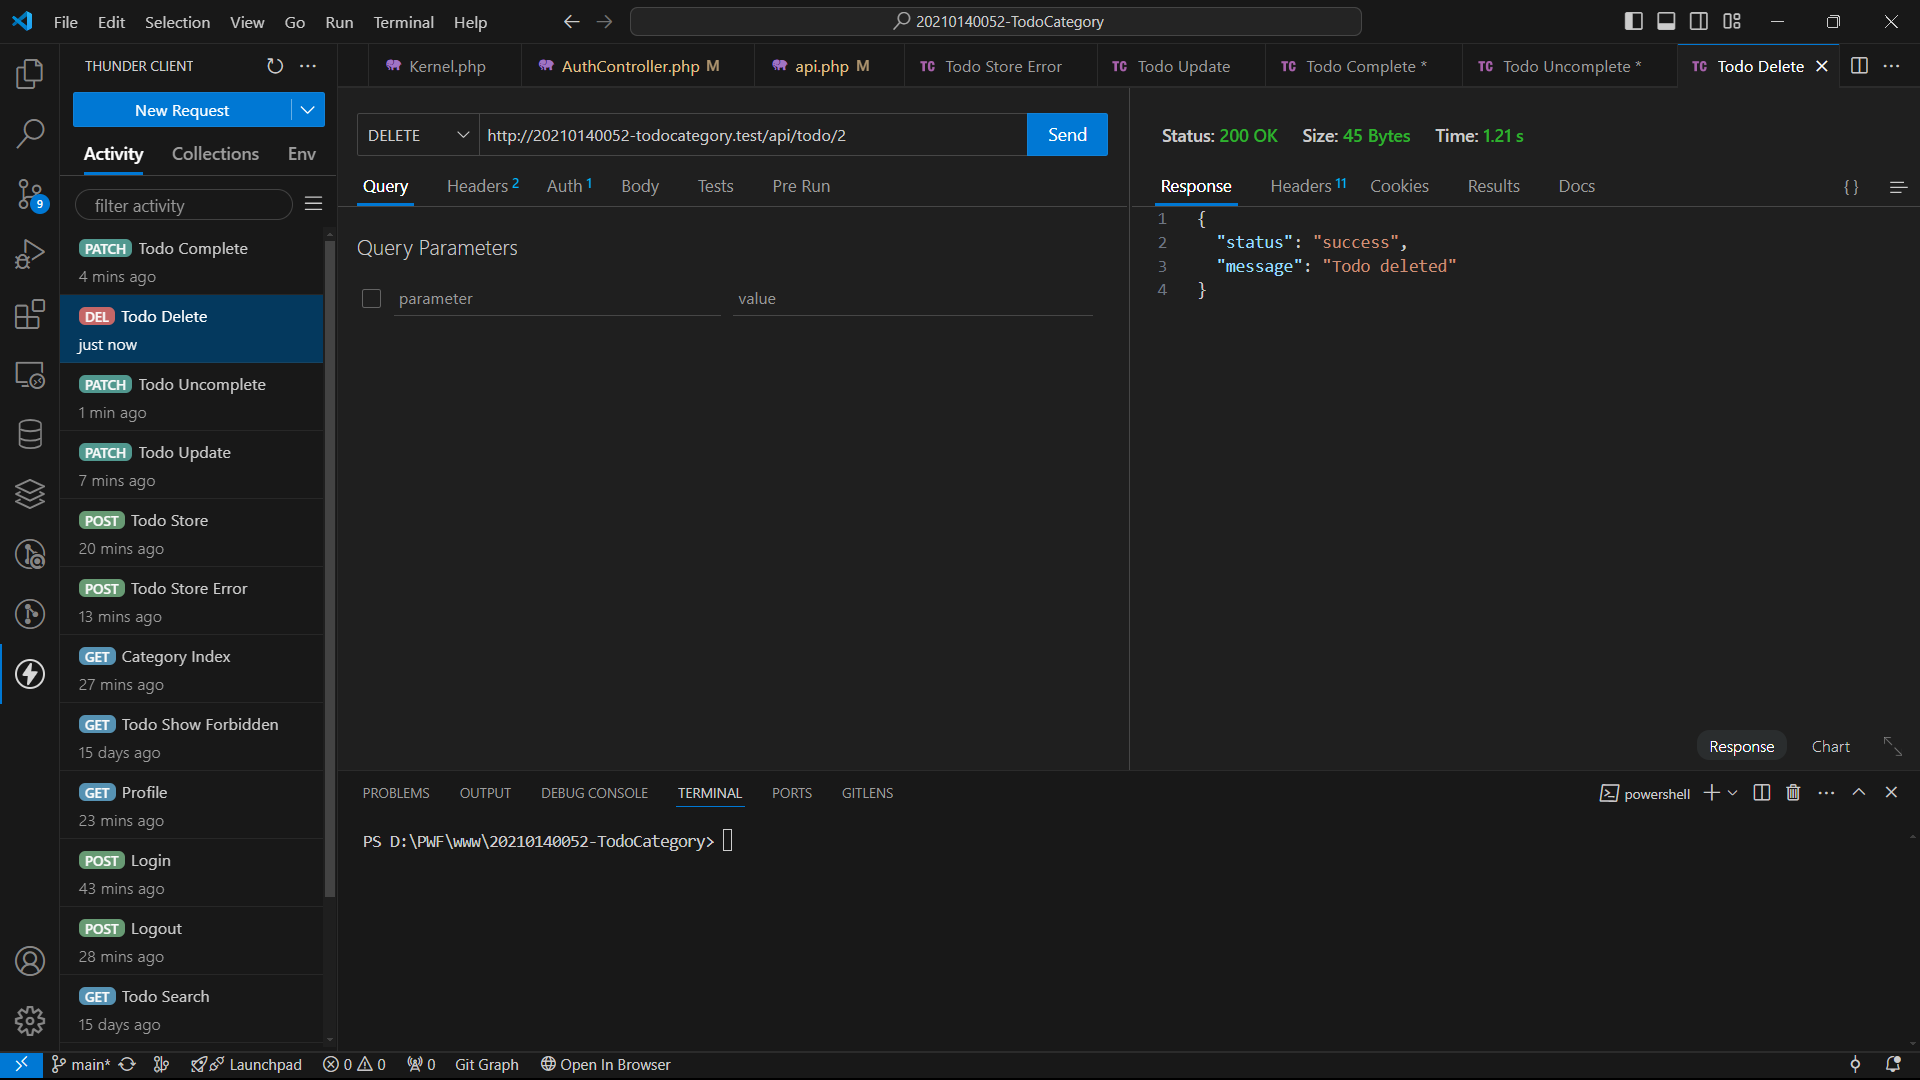 File Edit Selection View Go Run Terminal Help
20210140052-TodoCategory
THUNDER CLIENT
New Request
Activity Collections Env
filter activity
PATCH Todo Complete
4 mins ago
DEL Todo Delete
just now
PATCH Todo Uncomplete
1 min ago
PATCH Todo Update
7 mins ago
POST Todo Store
20 mins ago
POST Todo Store Error
13 mins ago
GET Category Index
27 mins ago
GET Todo Show Forbidden
15 days ago
GET Profile
23 mins ago
POST Login
43 mins ago
POST Logout
28 mins ago
GET Todo Search
15 days ago
9
Kernel.php AuthController.php M api.php M TC Todo Store Error TC Todo Update TC Todo Complete * TC Todo Uncomplete * TC Todo Delete
DELETE http://20210140052-todocategory.test/api/todo/2 Send
Query Headers 2 Auth 1 Body Tests Pre Run
Query Parameters
parameter value
Status: 200 OK Size: 45 Bytes Time: 1.21 s
Response Headers 11 Cookies Results Docs { }
1 {
2 "status": "success",
3 "message": "Todo deleted"
4 }
Response Chart
PROBLEMS OUTPUT DEBUG CONSOLE TERMINAL PORTS GITLENS
powershell
PS D:\PWF\www\20210140052-TodoCategory>
main* Launchpad 0 0 0 Git Graph Open In Browser